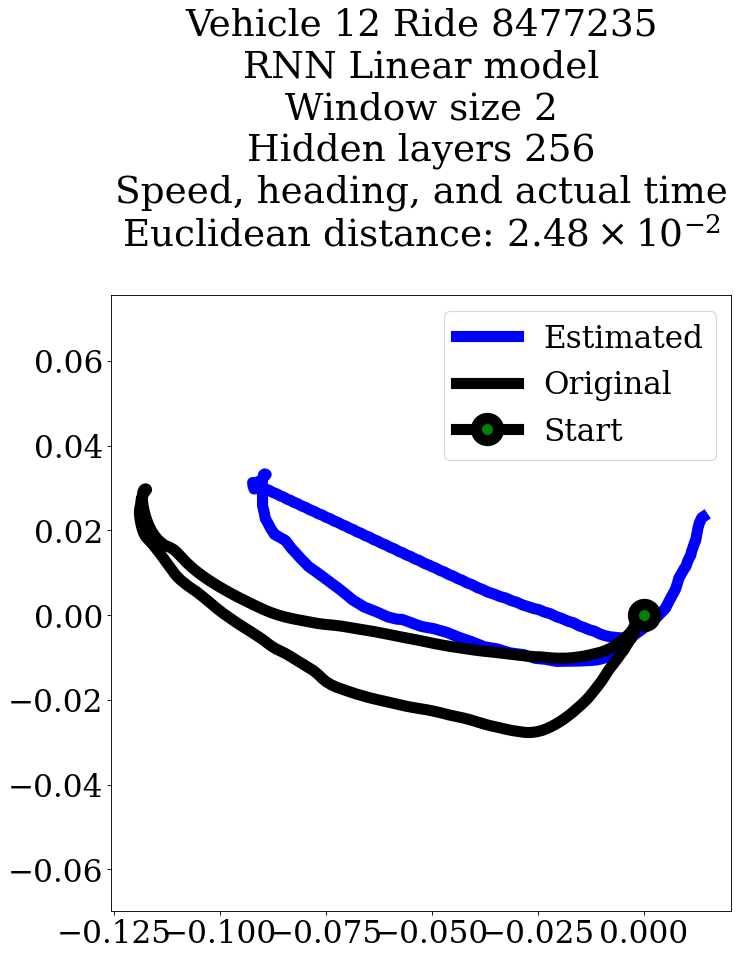 Vehicle 12 Ride 8477235
RNN Linear model
Window size 2
Hidden layers 256
Speed, heading, and actual time
Euclidean distance: 2.48 × 10⁻²
Estimated
Original
Start
0.06
0.04
0.02
0.00
−0.02
−0.04
−0.06
−0.125 −0.100 −0.075 −0.050 −0.025 0.000